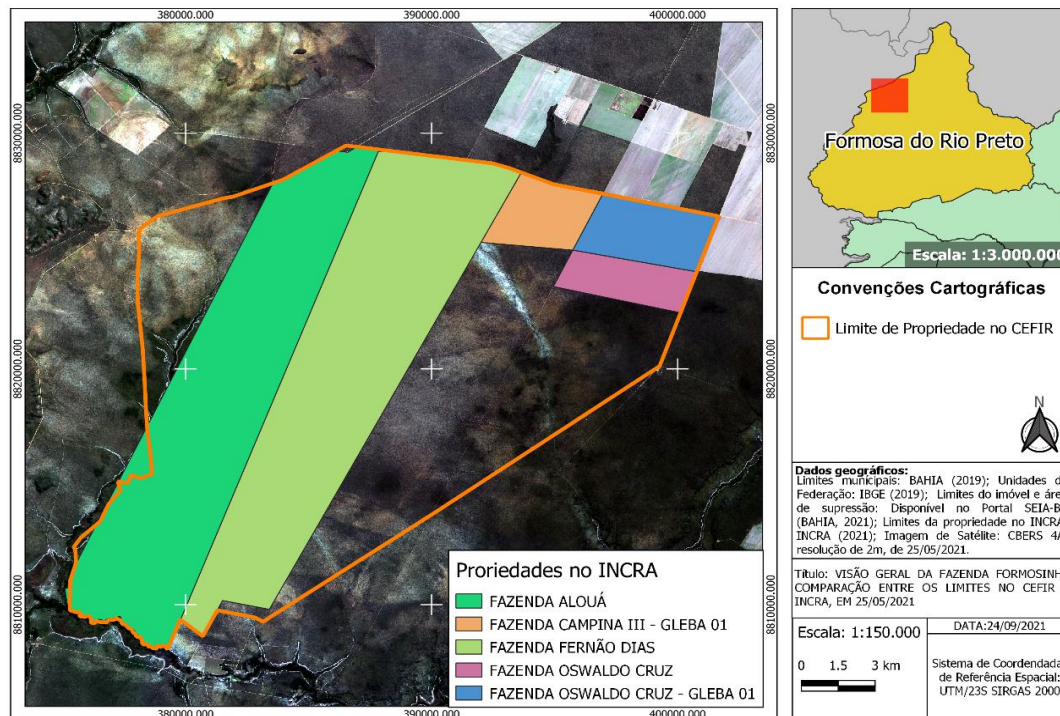 380000.000
390000.000
400000.000
8830000.000
8820000.000
8810000.000
8830000.000
8820000.000
8810000.000
380000.000
390000.000
400000.000
Proriedades no INCRA
FAZENDA ALOUÁ
FAZENDA CAMPINA III - GLEBA 01
FAZENDA FERNÃO DIAS
FAZENDA OSWALDO CRUZ
FAZENDA OSWALDO CRUZ - GLEBA 01
Formosa do Rio Preto
Escala: 1:3.000.000
Convenções Cartográficas
Limite de Propriedade no CEFIR
N
Dados geográficos:
Limites municipais: BAHIA (2019); Unidades d
Federação: IBGE (2019); Limites do imóvel e áre
de supressão: Disponível no Portal SEIA-B
(BAHIA, 2021); Limites da propriedade no INCRA
INCRA (2021); Imagem de Satélite: CBERS 4A
resolução de 2m, de 25/05/2021.
Título: VISÃO GERAL DA FAZENDA FORMOSINH
COMPARAÇÃO ENTRE OS LIMITES NO CEFIR
INCRA, EM 25/05/2021
Escala: 1:150.000
0 1.5 3 km
DATA:24/09/2021
Sistema de Coordendada
de Referência Espacial:
UTM/23S SIRGAS 2000